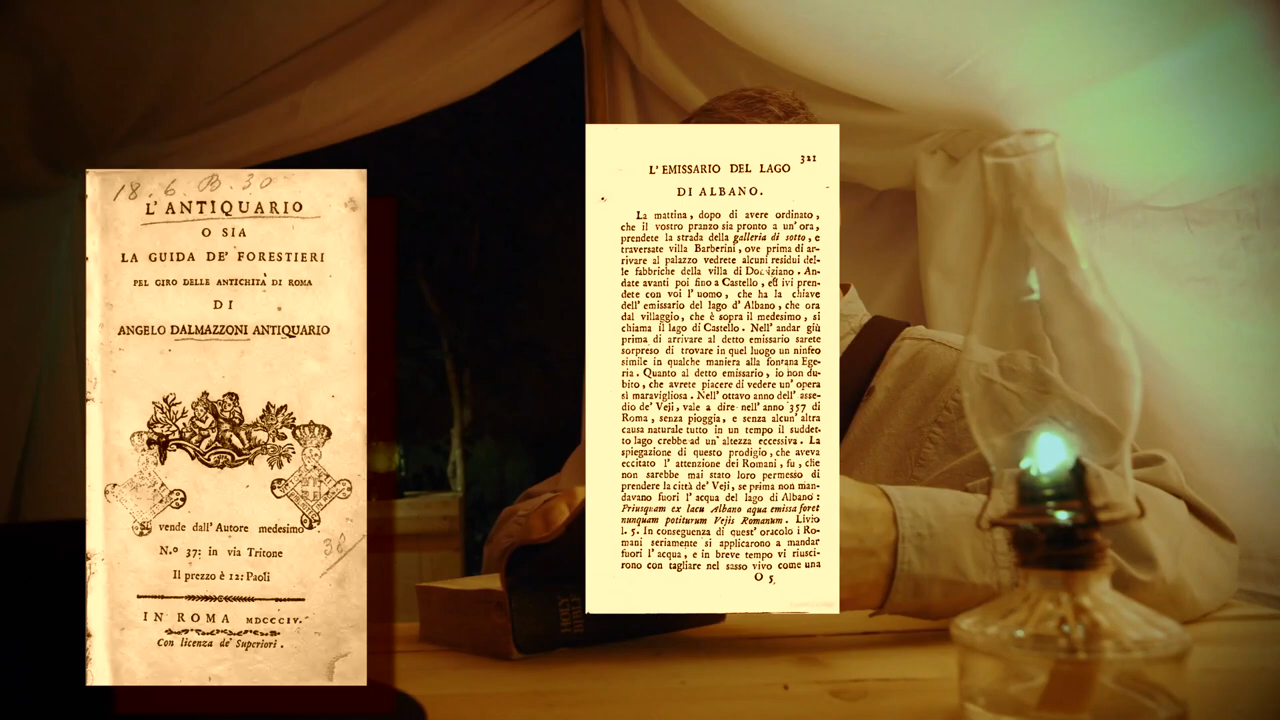 18. 6. B. 30
L'ANTIQUARIO
O SIA
LA GUIDA DE' FORESTIERI
PEL GIRO DELLE ANTICHITÀ DI ROMA
DI
ANGELO DALMAZZONI ANTIQUARIO
Si vende dall' Autore medesimo
N.º 37: in via Tritone
38
Il prezzo è 12: Paoli
IN ROMA MDCCCIV.
Con licenza de' Superiori.
321
L'EMISSARIO DEL LAGO
DI ALBANO.
La mattina, dopo di avere ordinato,
che il vostro pranzo sia pronto a un' ora,
prendete la strada della galleria di sotto, e
traversate villa Barberini, ove prima di ar-
rivare al palazzo vedrete alcuni residui del-
le fabbriche della villa di Domiziano. An-
date avanti poi fino a Castello, ed ivi pren-
dete con voi l'uomo, che ha la chiave
dell' emissario del lago d' Albano, che ora
dal villaggio, che è sopra il medesimo, si
chiama il lago di Castello. Nell' andar giù
prima di arrivare al detto emissario sarete
sorpreso di trovare in quel luogo un ninfeo
simile in qualche maniera alla fontana Ege-
ria. Quanto al detto emissario, io non du-
bito, che avrete piacere di vedere un' opera
sì maravigliosa. Nell' ottavo anno dell' asse-
dio de' Veji, vale a dire nell' anno 357 di
Roma, senza pioggia, e senza alcun' altra
causa naturale tutto in un tempo il suddet-
to lago crebbe ad un' altezza eccessiva. La
spiegazione di questo prodigio, che aveva
eccitato l' attenzione dei Romani, fu, che
non sarebbe mai stato loro permesso di
prendere la città de' Veji, se prima non man-
davano fuori l'acqua del lago di Albano:
Priusquam ex lacu Albano aqua emissa foret
nunquam potiturum Vejis Romanum. Livio
l. 5. In conseguenza di quest' oracolo i Ro-
mani seriamente si applicarono a mandar
fuori l'acqua, e in breve tempo vi riusci-
rono con tagliare nel sasso vivo come una
O 5
HOLY
BIBLE